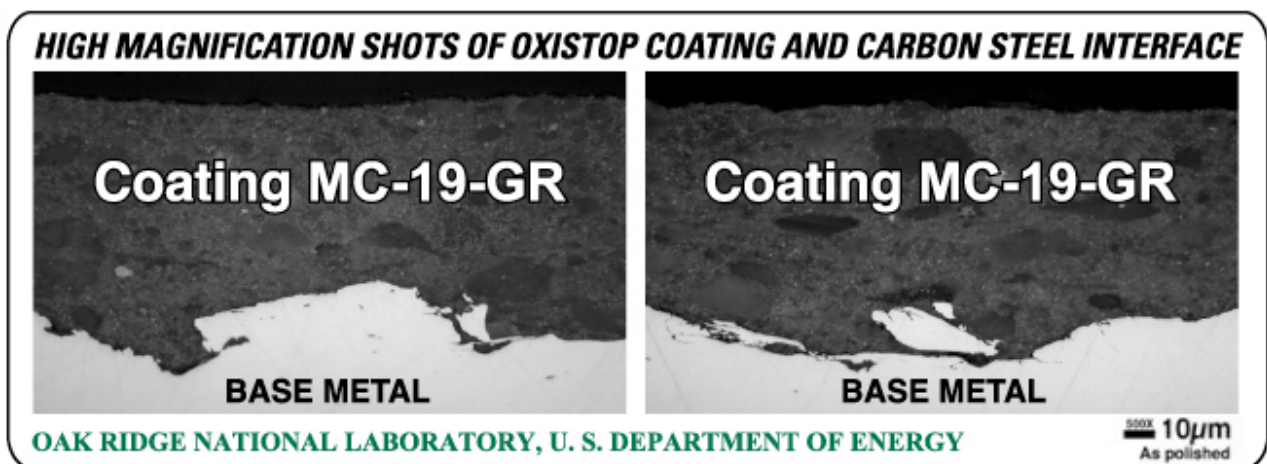 HIGH MAGNIFICATION SHOTS OF OXISTOP COATING AND CARBON STEEL INTERFACE
Coating MC-19-GR
BASE METAL
Coating MC-19-GR
BASE METAL
OAK RIDGE NATIONAL LABORATORY, U. S. DEPARTMENT OF ENERGY
500X 10µm
As polished